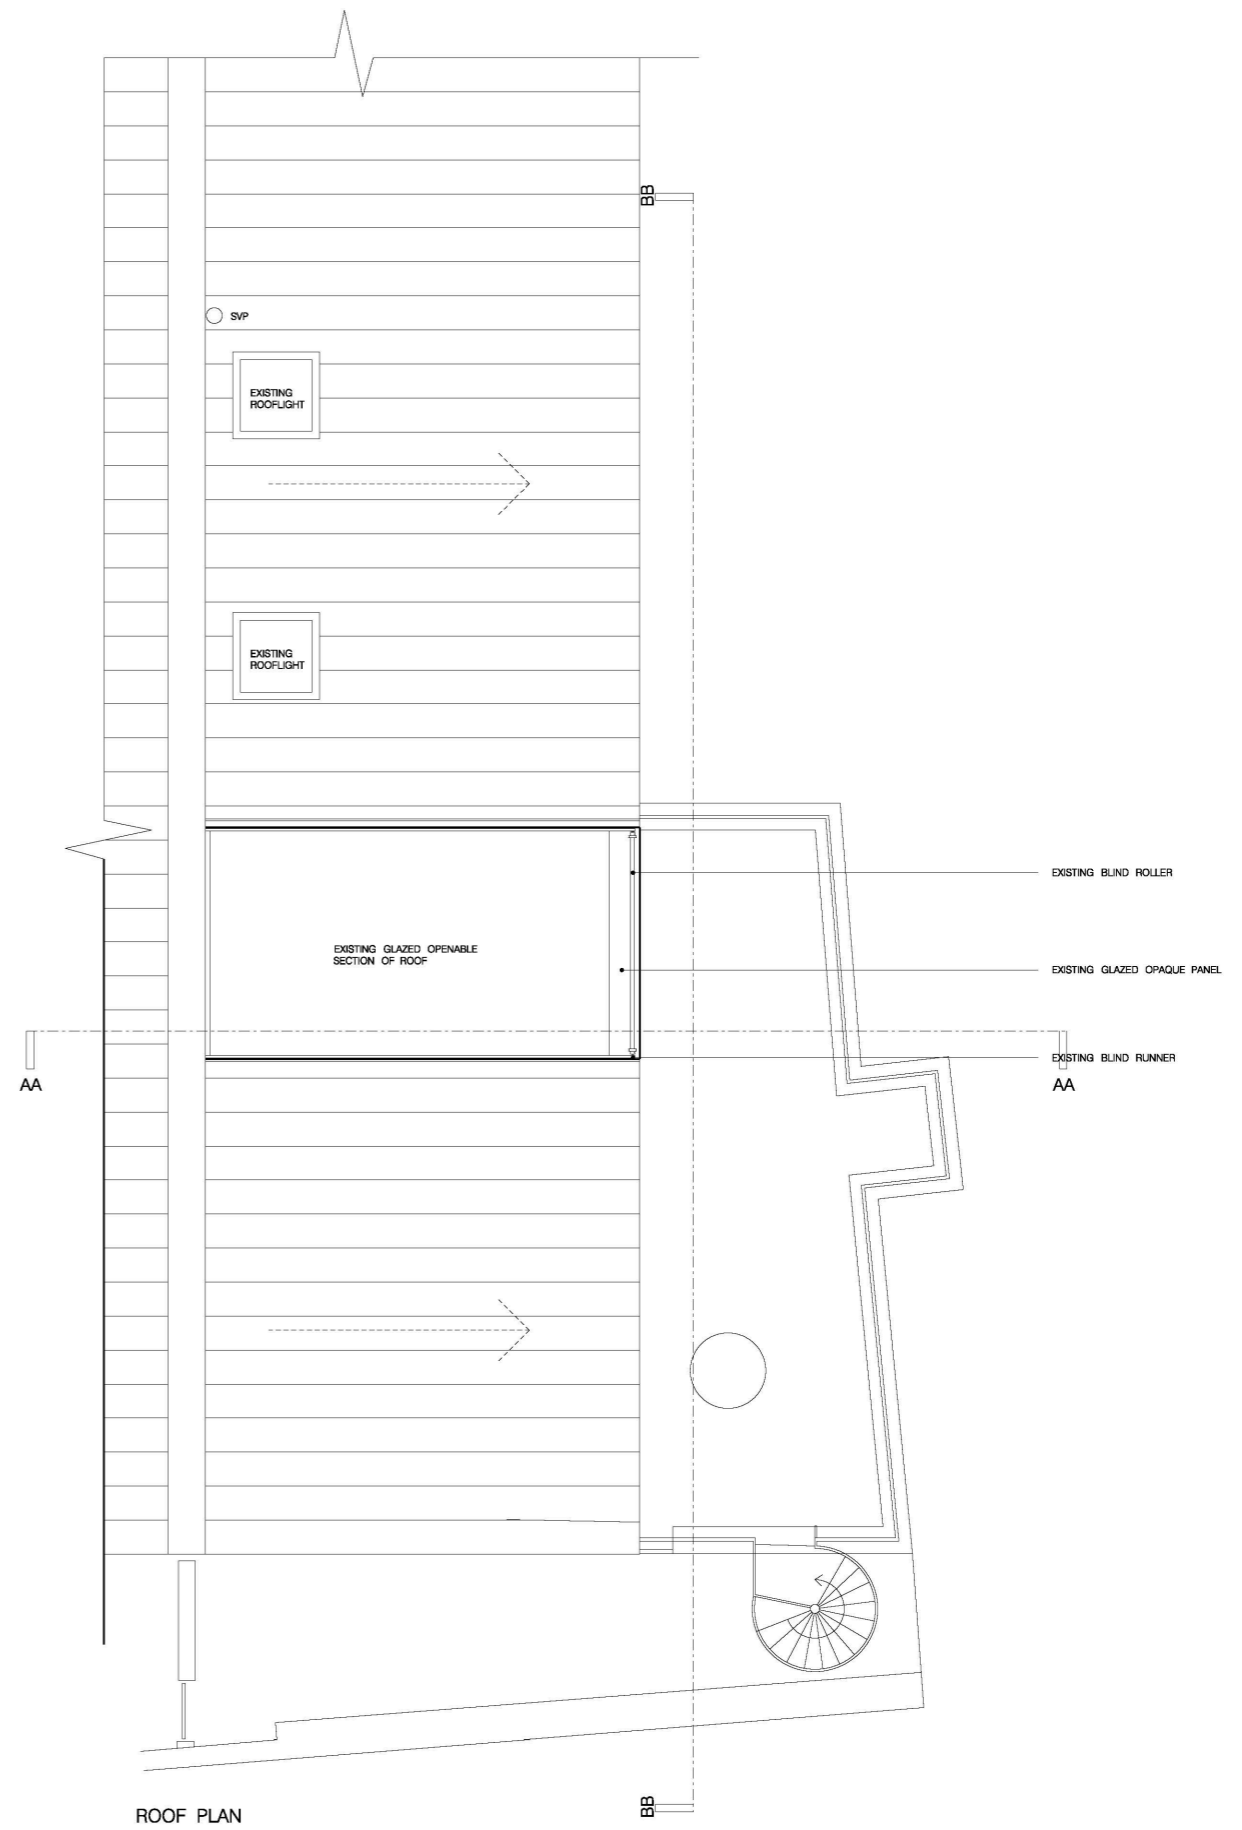 BB
SVP
EXISTING
ROOFLIGHT
EXISTING
ROOFLIGHT
EXISTING BLIND ROLLER
EXISTING GLAZED OPENABLE
SECTION OF ROOF
EXISTING GLAZED OPAQUE PANEL
EXISTING BLIND RUNNER
AA
AA
BB
ROOF PLAN